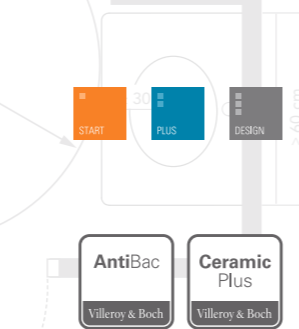 30
START PLUS DESIGN
AntiBac Ceramic
Plus
Villeroy & Boch Villeroy & Boch